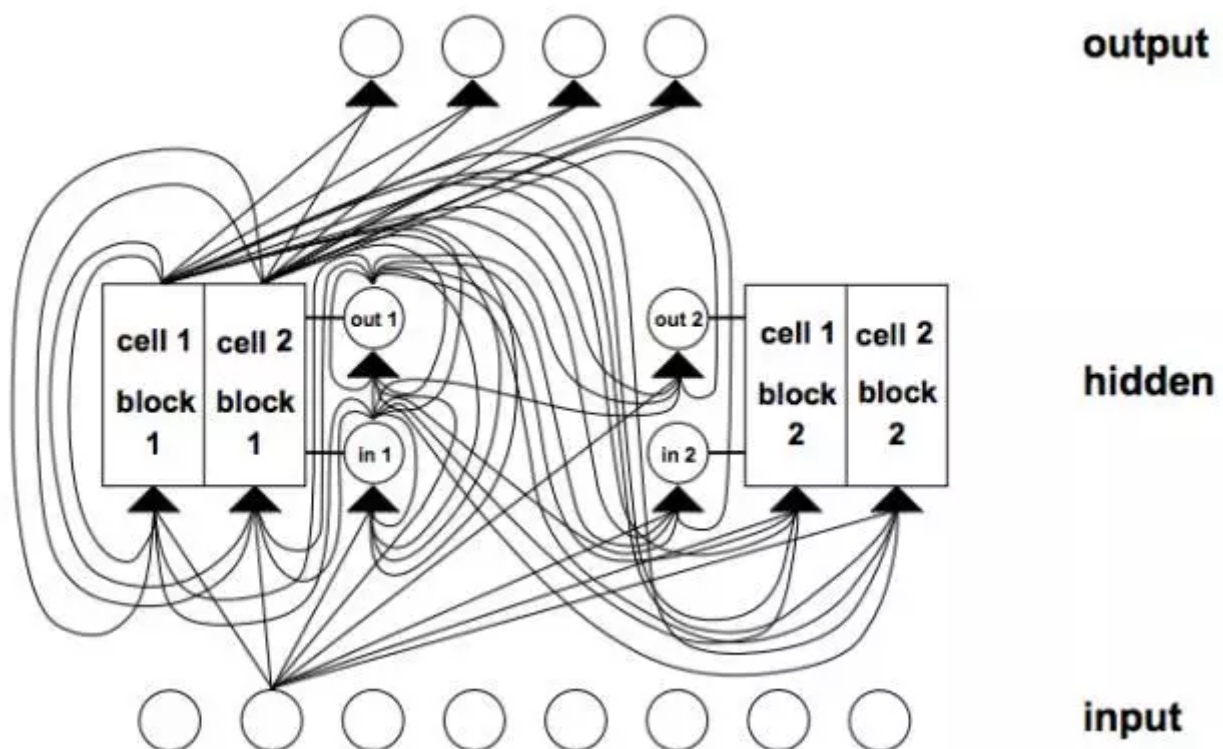 output
cell 1
block
1
cell 2
block
1
out 1
in 1
out 2
in 2
cell 1
block
2
cell 2
block
2
hidden
input